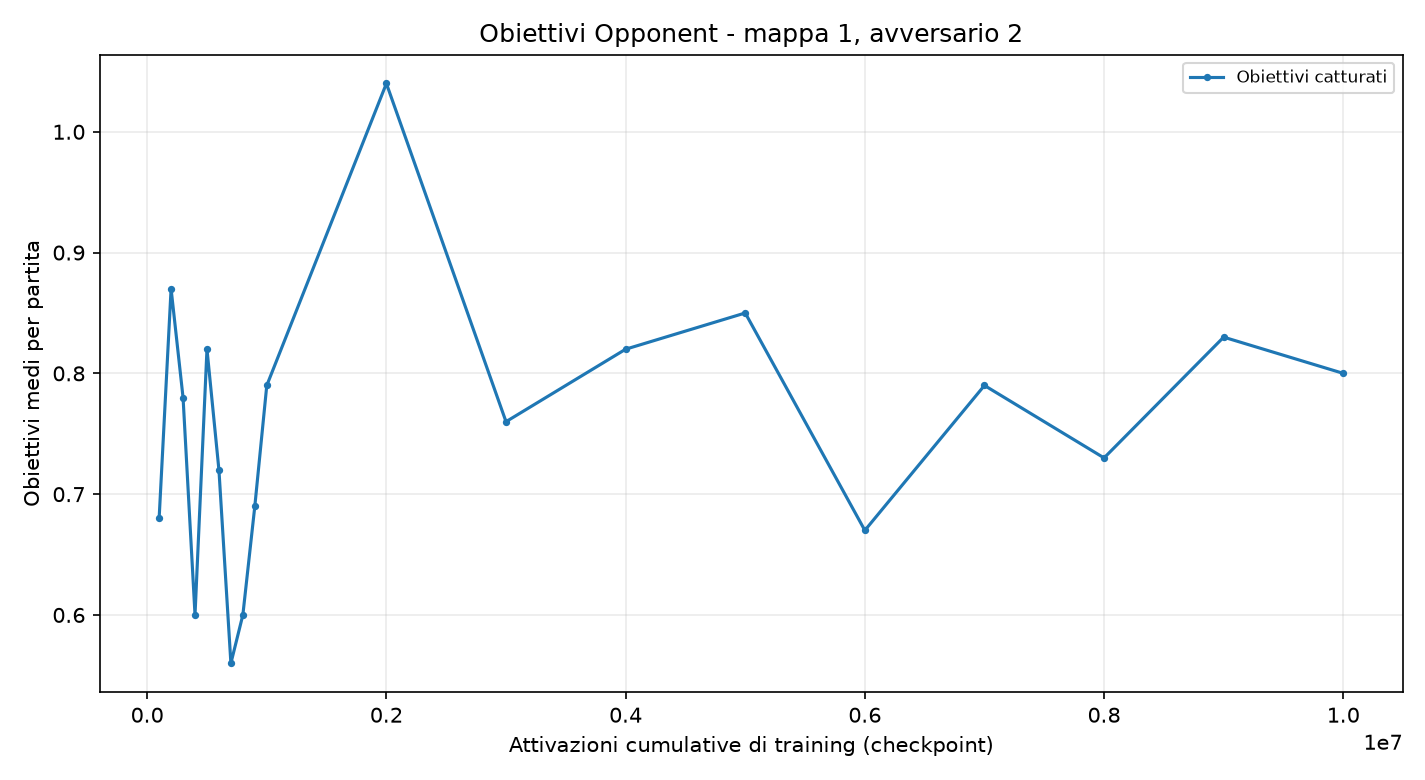 Obiettivi Opponent - mappa 1, avversario 2
Obiettivi catturati
Obiettivi medi per partita
1.0
0.9
0.8
0.7
0.6
0.0 0.2 0.4 0.6 0.8 1.0
1e7
Attivazioni cumulative di training (checkpoint)